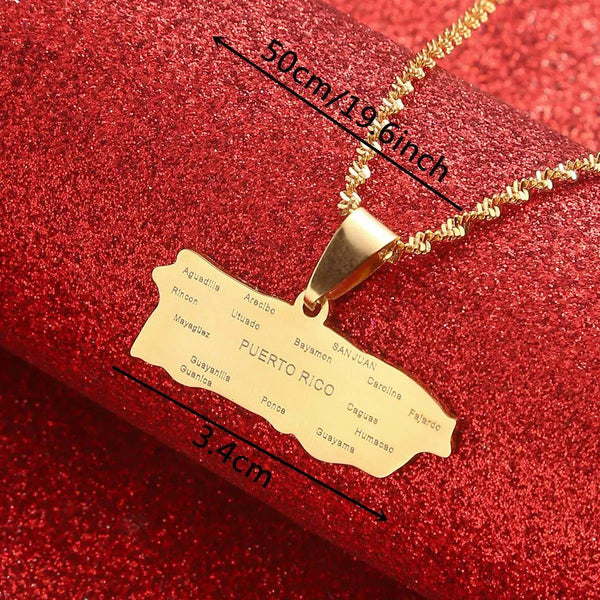 50cm/19.6inch
Aguadilla
Arecibo
Rincon
Utuado
SAN JUAN
Mayagüez
Bayamon
PUERTO RICO
Carolina
Guayanlla
Guanica
Fajardo
Ponce
Caguas
Guayama
Humacao
3.4cm